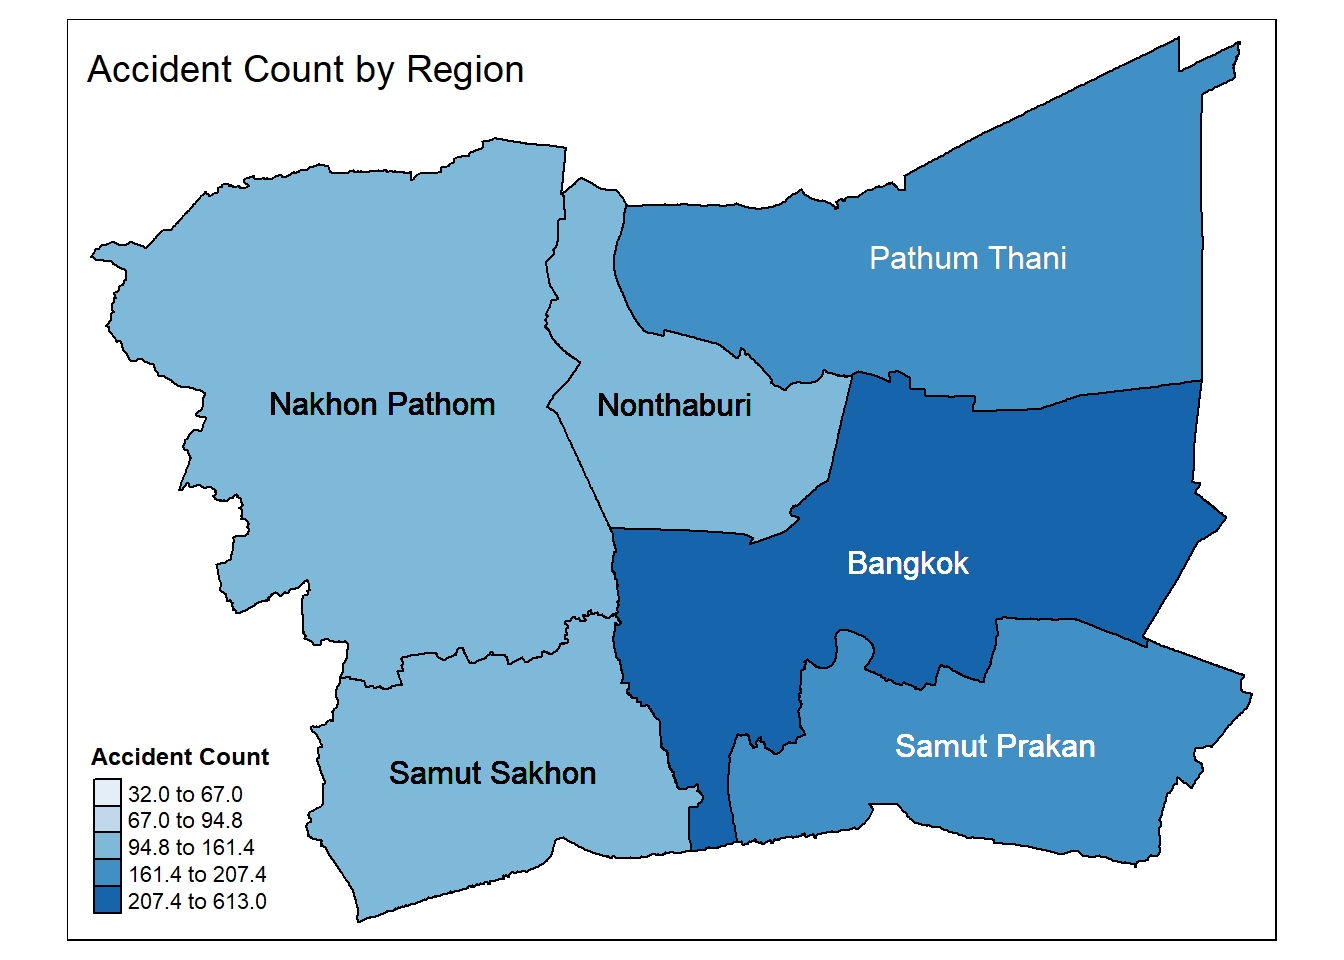 Accident Count by Region
Pathum Thani
Nakhon Pathom
Nonthaburi
Bangkok
Samut Prakan
Samut Sakhon
Accident Count
32.0 to 67.0
67.0 to 94.8
94.8 to 161.4
161.4 to 207.4
207.4 to 613.0